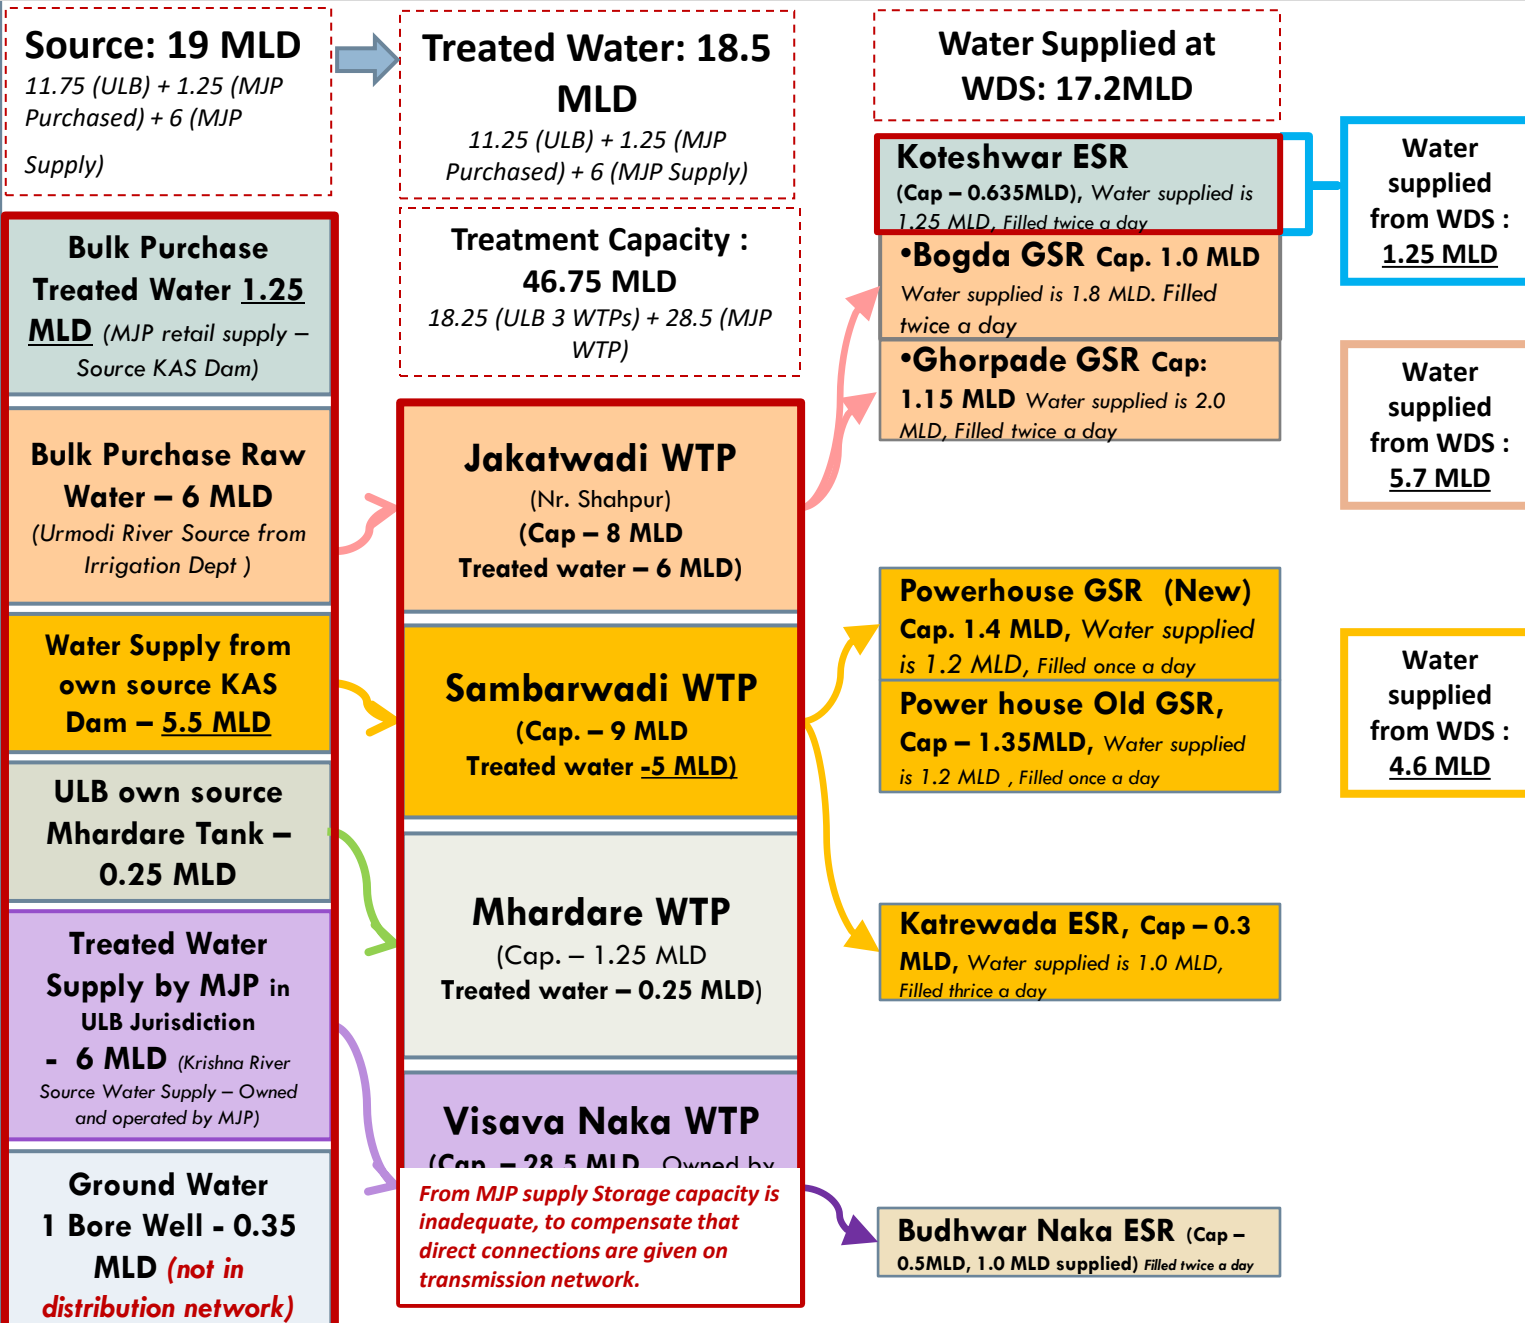 Source: 19 MLD
11.75 (ULB) + 1.25 (MJP
Purchased) + 6 (MJP
Supply)
Treated Water: 18.5
MLD
11.25 (ULB) + 1.25 (MJP
Purchased) + 6 (MJP Supply)
Water Supplied at
WDS: 17.2MLD
Treatment Capacity :
46.75 MLD
18.25 (ULB 3 WTPs) + 28.5 (MJP
WTP)
Bulk Purchase
Treated Water 1.25
MLD (MJP retail supply –
Source KAS Dam)
Bulk Purchase Raw
Water – 6 MLD
(Urmodi River Source from
Irrigation Dept )
Water Supply from
own source KAS
Dam – 5.5 MLD
ULB own source
Mhardare Tank –
0.25 MLD
Treated Water
Supply by MJP in
ULB Jurisdiction
- 6 MLD (Krishna River
Source Water Supply – Owned
and operated by MJP)
Ground Water
1 Bore Well - 0.35
MLD (not in
distribution network)
Jakatwadi WTP
(Nr. Shahpur)
(Cap – 8 MLD
Treated water – 6 MLD)
Sambarwadi WTP
(Cap. – 9 MLD
Treated water -5 MLD)
Mhardare WTP
(Cap. – 1.25 MLD
Treated water – 0.25 MLD)
Visava Naka WTP
(Cap. – 28.5 MLD Owned by
From MJP supply Storage capacity is
inadequate, to compensate that
direct connections are given on
transmission network.
Koteshwar ESR
(Cap – 0.635MLD), Water supplied is
1.25 MLD, Filled twice a day
•Bogda GSR Cap. 1.0 MLD
Water supplied is 1.8 MLD. Filled
twice a day
•Ghorpade GSR Cap:
1.15 MLD Water supplied is 2.0
MLD, Filled twice a day
Powerhouse GSR (New)
Cap. 1.4 MLD, Water supplied
is 1.2 MLD, Filled once a day
Power house Old GSR,
Cap – 1.35MLD, Water supplied
is 1.2 MLD , Filled once a day
Katrewada ESR, Cap – 0.3
MLD, Water supplied is 1.0 MLD,
Filled thrice a day
Budhwar Naka ESR (Cap –
0.5MLD, 1.0 MLD supplied) Filled twice a day
Water
supplied
from WDS :
1.25 MLD
Water
supplied
from WDS :
5.7 MLD
Water
supplied
from WDS :
4.6 MLD